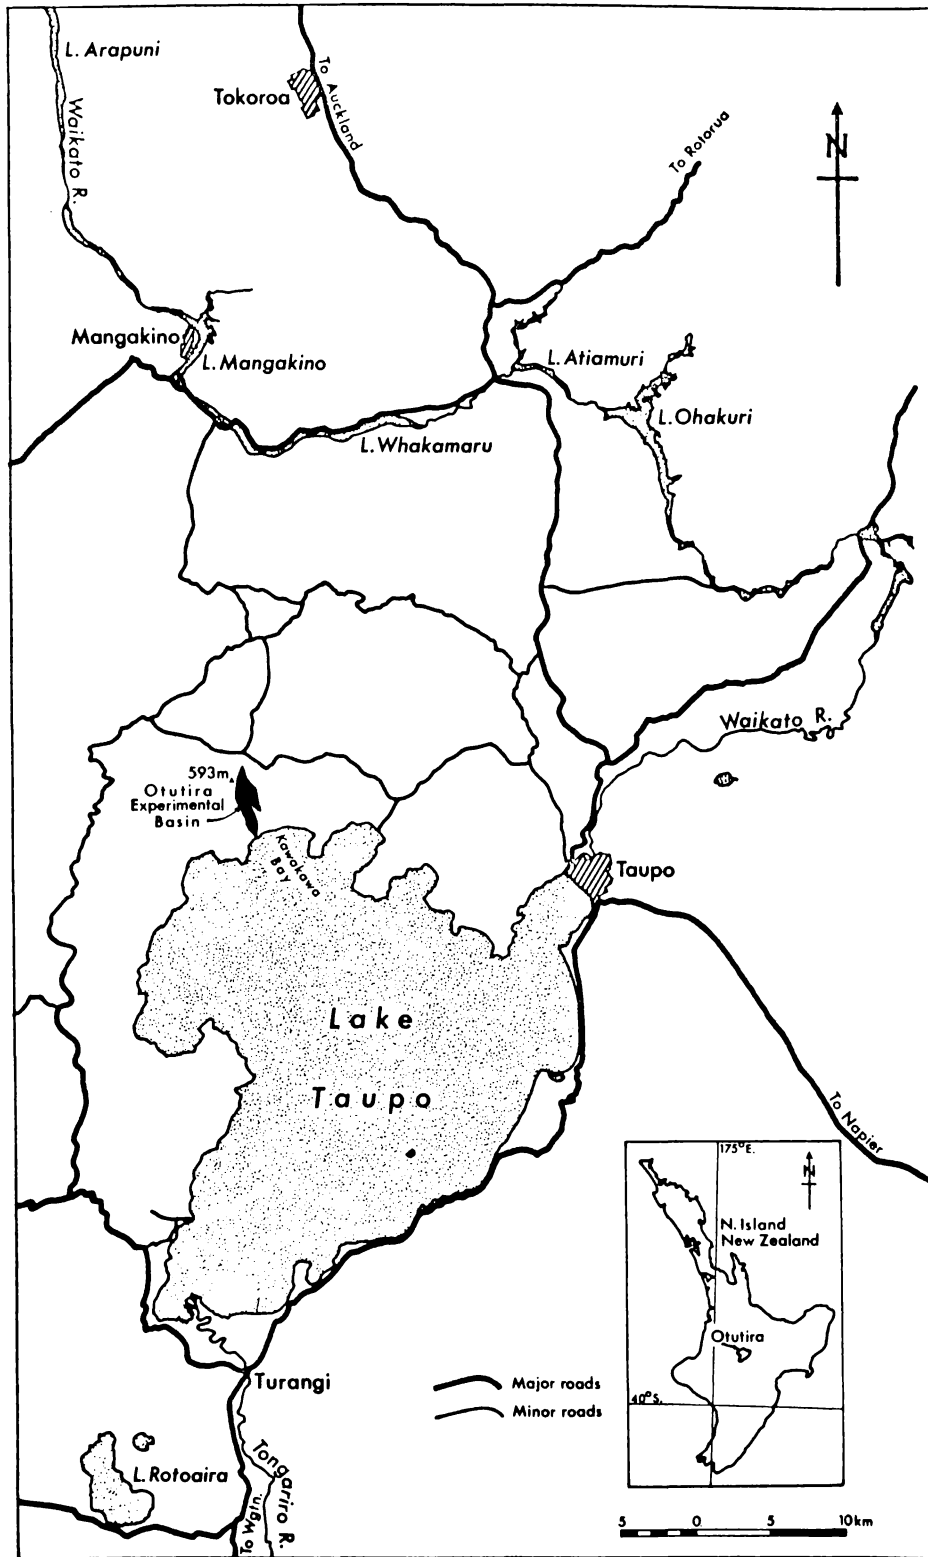 L. Arapuni
To Auckland
Tokoroa
Waikato R.
To Rotorua
N
Mangakino
L. Mangakino
L. Atiamuri
L. Ohakuri
L. Whakamaru
Waikato R.
593m
Otutira
Experimental
Basin
Kawakawa
Bay
Taupo
Lake
Taupo
To Napier
175°E.
N
N. Island
New Zealand
Otutira
40°S.
Turangi
Major roads
Minor roads
L. Rotoaira
Tongariro R.
To Wgtn.
5 0 5 10km